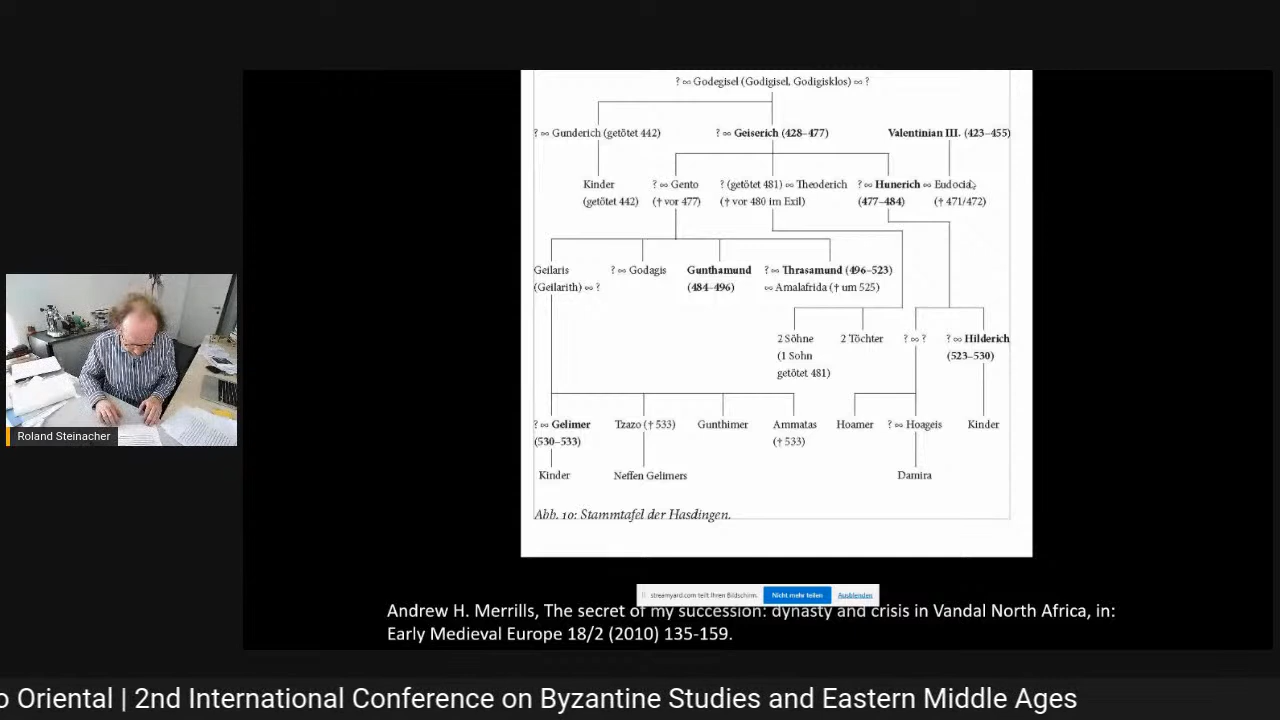 ? ∞ Godegisel (Godigisel, Godigisklos) ∞ ?
? ∞ Gunderich (getötet 442)
? ∞ Geiserich (428–477)
Valentinian III. (423–455)
Kinder
(getötet 442)
? ∞ Gento
(† vor 477)
? (getötet 481) ∞ Theoderich
(† vor 480 im Exil)
? ∞ Hunerich ∞ Eudocia
(477–484)
(† 471/472)
Geilaris
(Geilarith) ∞ ?
? ∞ Godagis
Gunthamund
(484–496)
? ∞ Thrasamund (496–523)
∞ Amalafrida († um 525)
2 Söhne
(1 Sohn
getötet 481)
2 Töchter
? ∞ ?
? ∞ Hilderich
(523–530)
? ∞ Gelimer
(530–533)
Tzazo († 533)
Gunthimer
Ammatas
(† 533)
Hoamer
? ∞ Hoageis
Kinder
Kinder
Neffen Gelimers
Damira
Abb. 10: Stammtafel der Hasdingen.
Roland Steinacher
streamyard.com teilt Ihren Bildschirm.
Nicht mehr teilen
Ausblenden
Andrew H. Merrills, The secret of my succession: dynasty and crisis in Vandal North Africa, in:
Early Medieval Europe 18/2 (2010) 135-159.
o Oriental | 2nd International Conference on Byzantine Studies and Eastern Middle Ages